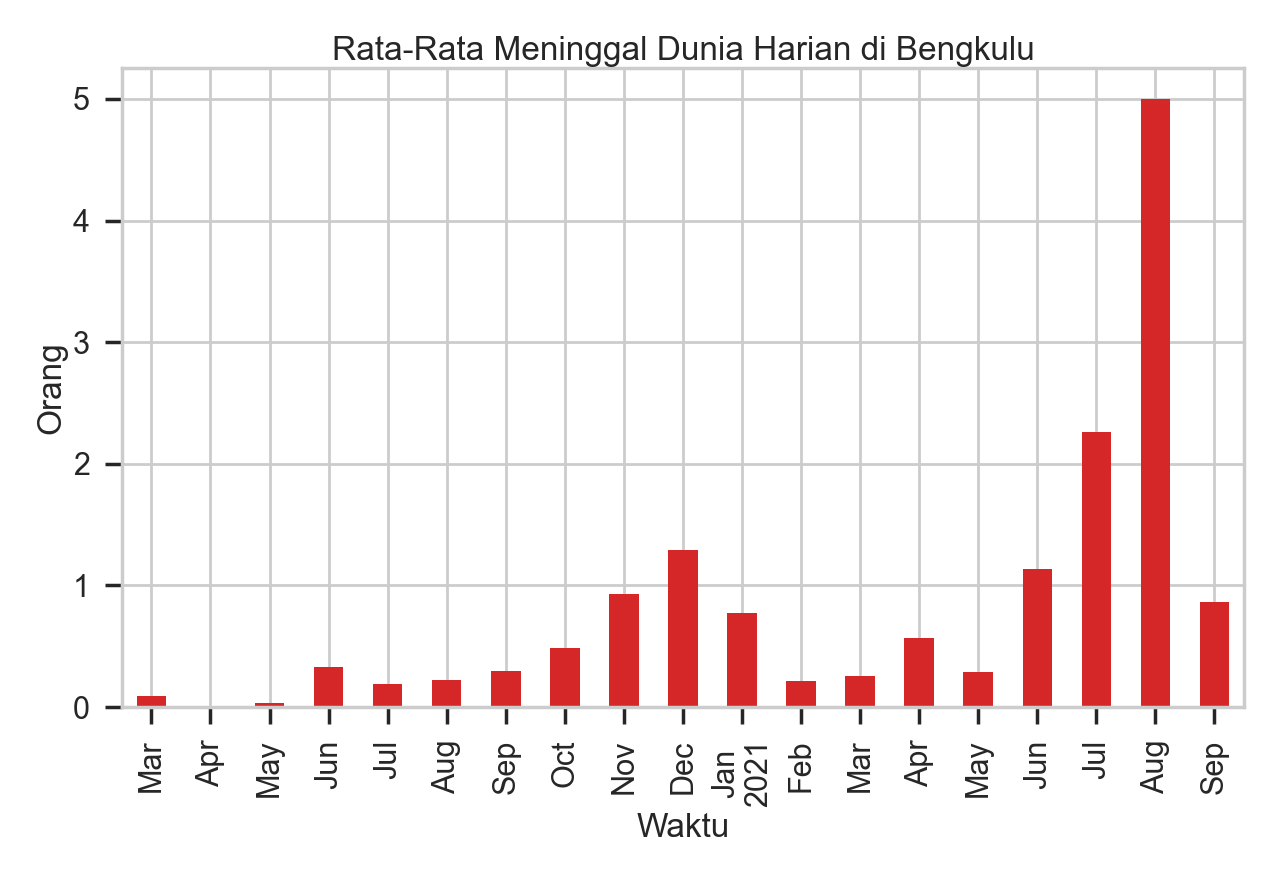 Rata-Rata Meninggal Dunia Harian di Bengkulu
5
4
3
2
1
0
Orang
Mar
Apr
May
Jun
Jul
Aug
Sep
Oct
Nov
Dec
Jan
2021
Feb
Mar
Apr
May
Jun
Jul
Aug
Sep
Waktu